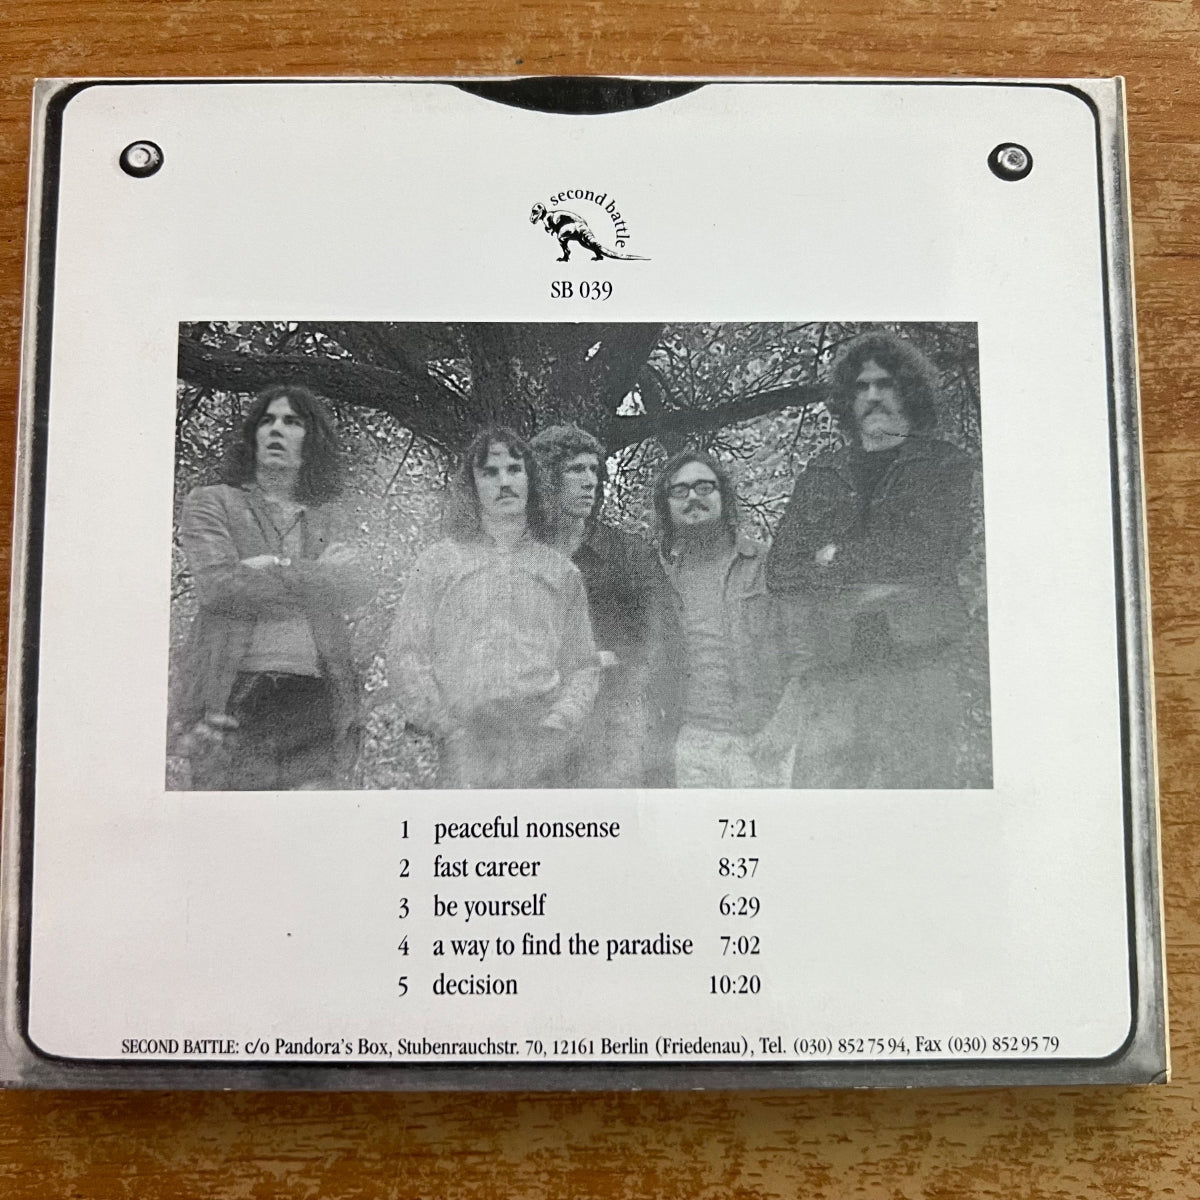 second battle
SB 039
1 peaceful nonsense 7:21
2 fast career 8:37
3 be yourself 6:29
4 a way to find the paradise 7:02
5 decision 10:20
SECOND BATTLE: c/o Pandora's Box, Stubenrauchstr. 70, 12161 Berlin (Friedenau), Tel. (030) 852 75 94, Fax (030) 852 95 79